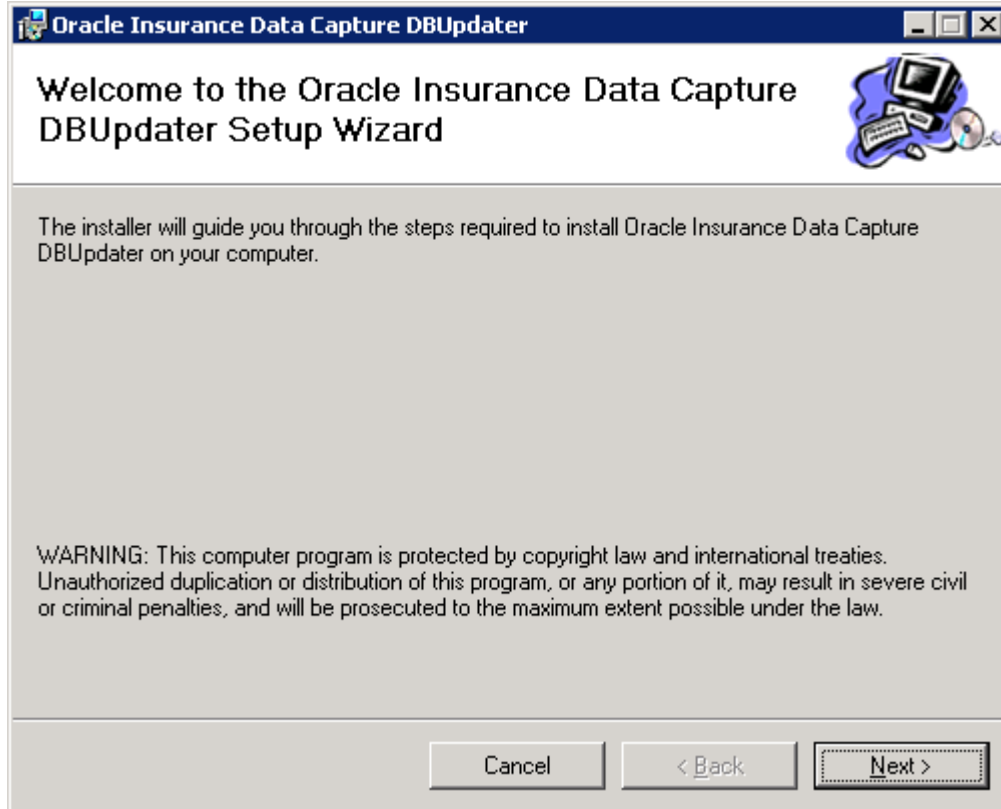 Oracle Insurance Data Capture DBUpdater
Welcome to the Oracle Insurance Data Capture
DBUpdater Setup Wizard
The installer will guide you through the steps required to install Oracle Insurance Data Capture
DBUpdater on your computer.
WARNING: This computer program is protected by copyright law and international treaties.
Unauthorized duplication or distribution of this program, or any portion of it, may result in severe civil
or criminal penalties, and will be prosecuted to the maximum extent possible under the law.
Cancel < Back Next >